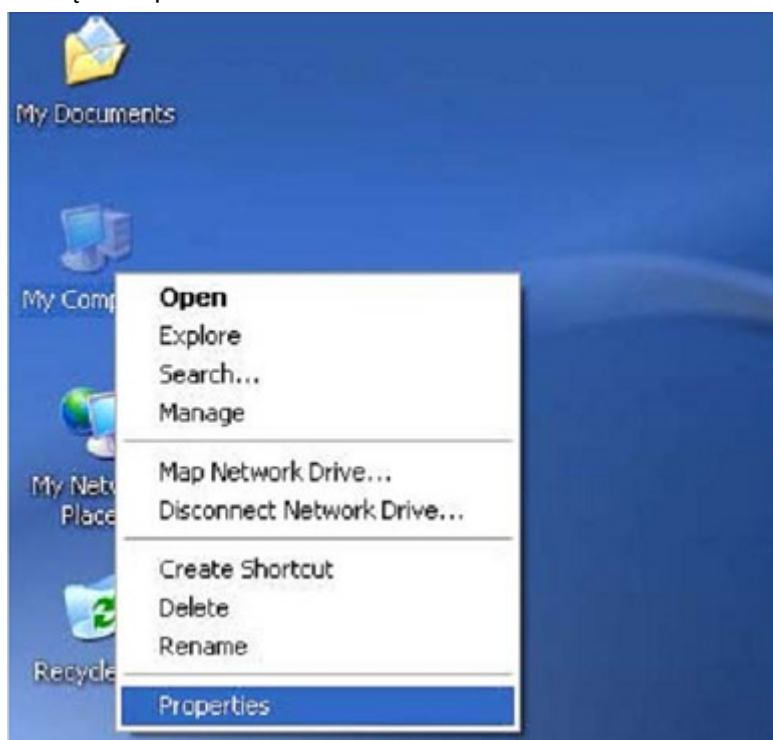 My Documents
My Comp
Open
Explore
Search...
Manage
Map Network Drive...
My Net
Place
Disconnect Network Drive...
Create Shortcut
Delete
Rename
Recycle
Properties